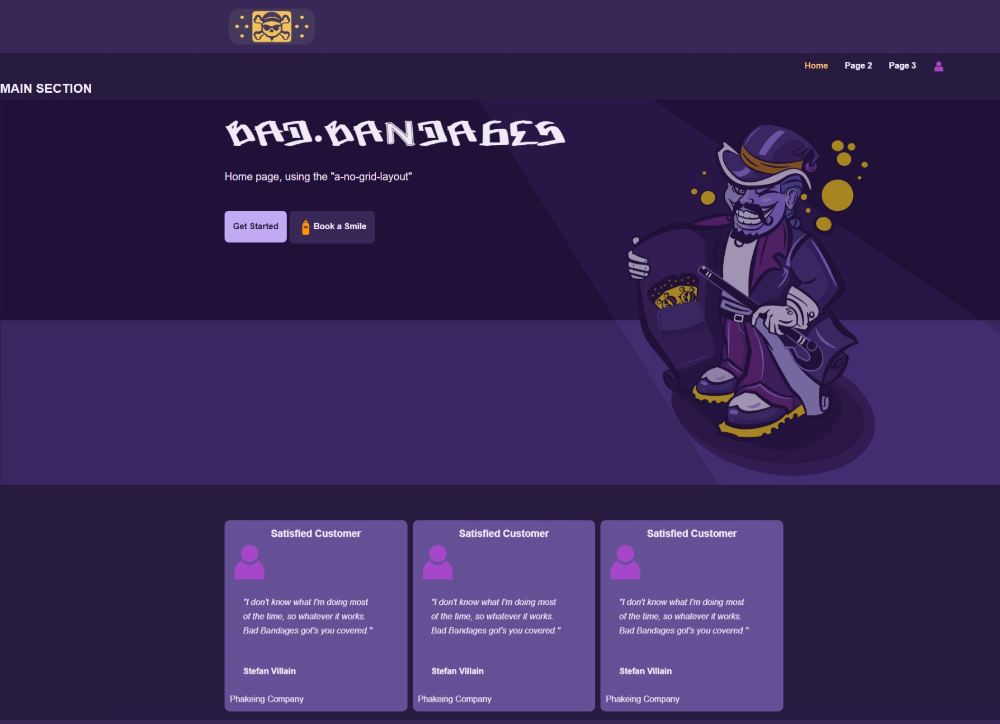 Home Page 2 Page 3
MAIN SECTION
BAD.BANDAGES
Home page, using the "a-no-grid-layout"
Get Started Book a Smile
Satisfied Customer
"I don't know what I'm doing most
of the time, so whatever it works.
Bad Bandages got's you covered."
Stefan Villain
Phakeing Company
Satisfied Customer
"I don't know what I'm doing most
of the time, so whatever it works.
Bad Bandages got's you covered."
Stefan Villain
Phakeing Company
Satisfied Customer
"I don't know what I'm doing most
of the time, so whatever it works.
Bad Bandages got's you covered."
Stefan Villain
Phakeing Company